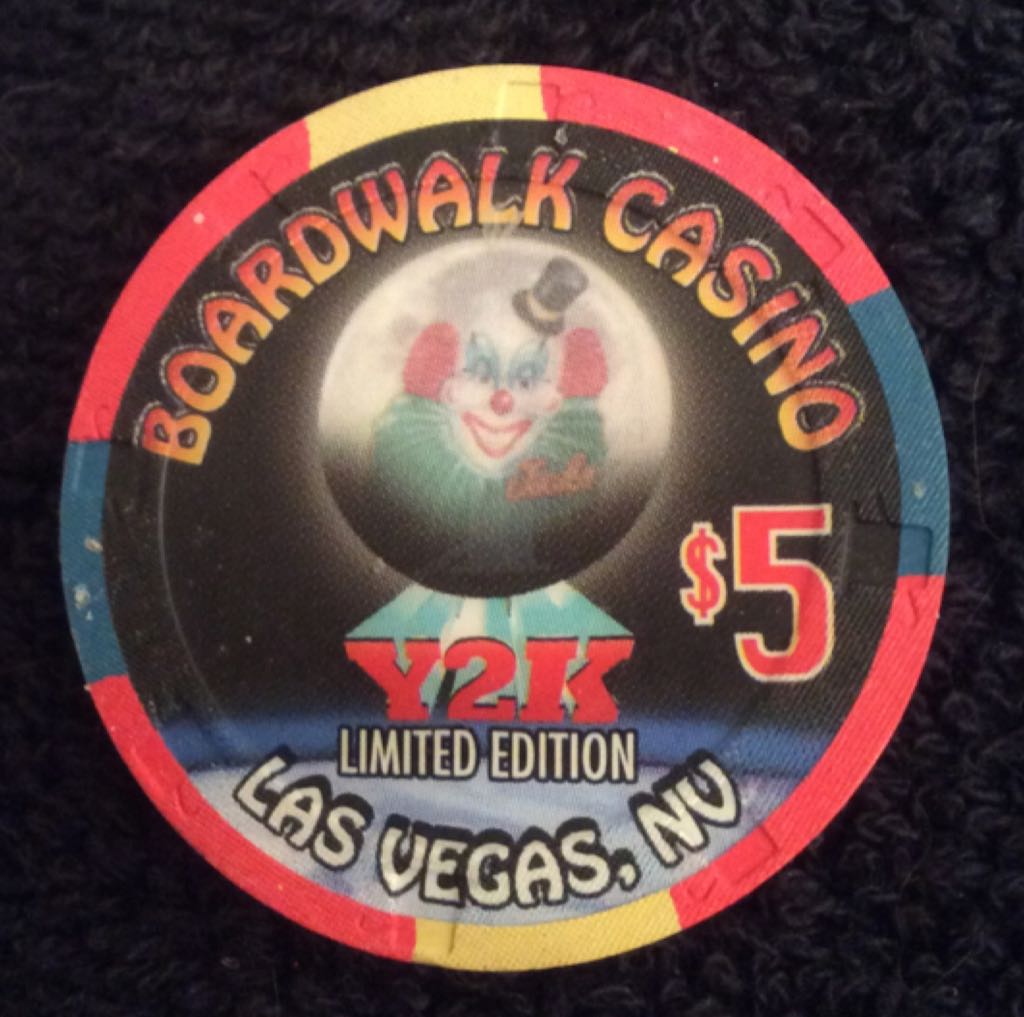 BOARDWALK CASINO
$5
Y2K
LIMITED EDITION
LAS VEGAS, NV